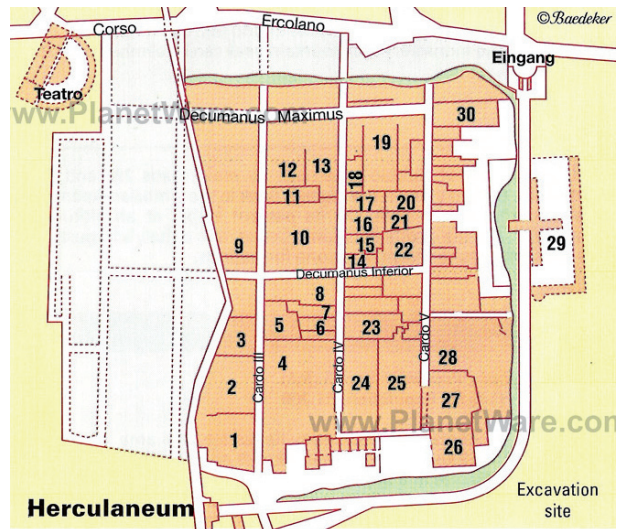 ©Baedeker
Corso Ercolano
Eingang
Teatro
www.PlanetWare.com
Decumanus Maximus
30
19
12 13
18
11
17 20
16 21
10
15
22
9
14
29
Decumanus Inferior
8
7
5 6 23
3
Cardo III
Cardo IV
Cardo V
4
28
2
24 25
27
www.PlanetWare.com
1
26
Herculaneum
Excavation
site